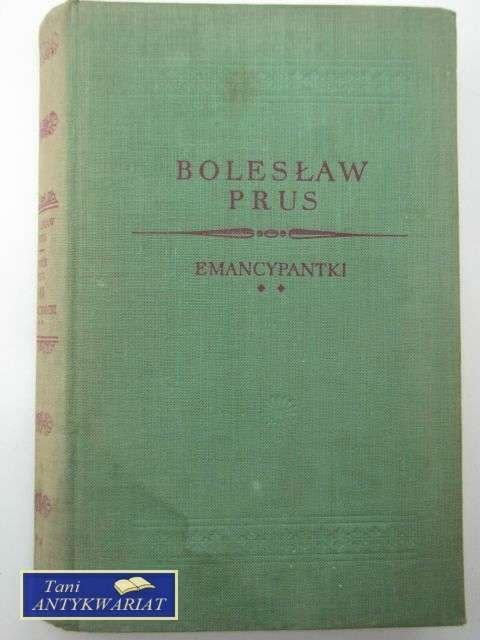 BOLESŁAW
PRUS
EMANCYPANTKI
Tani
ANTYKWARIAT